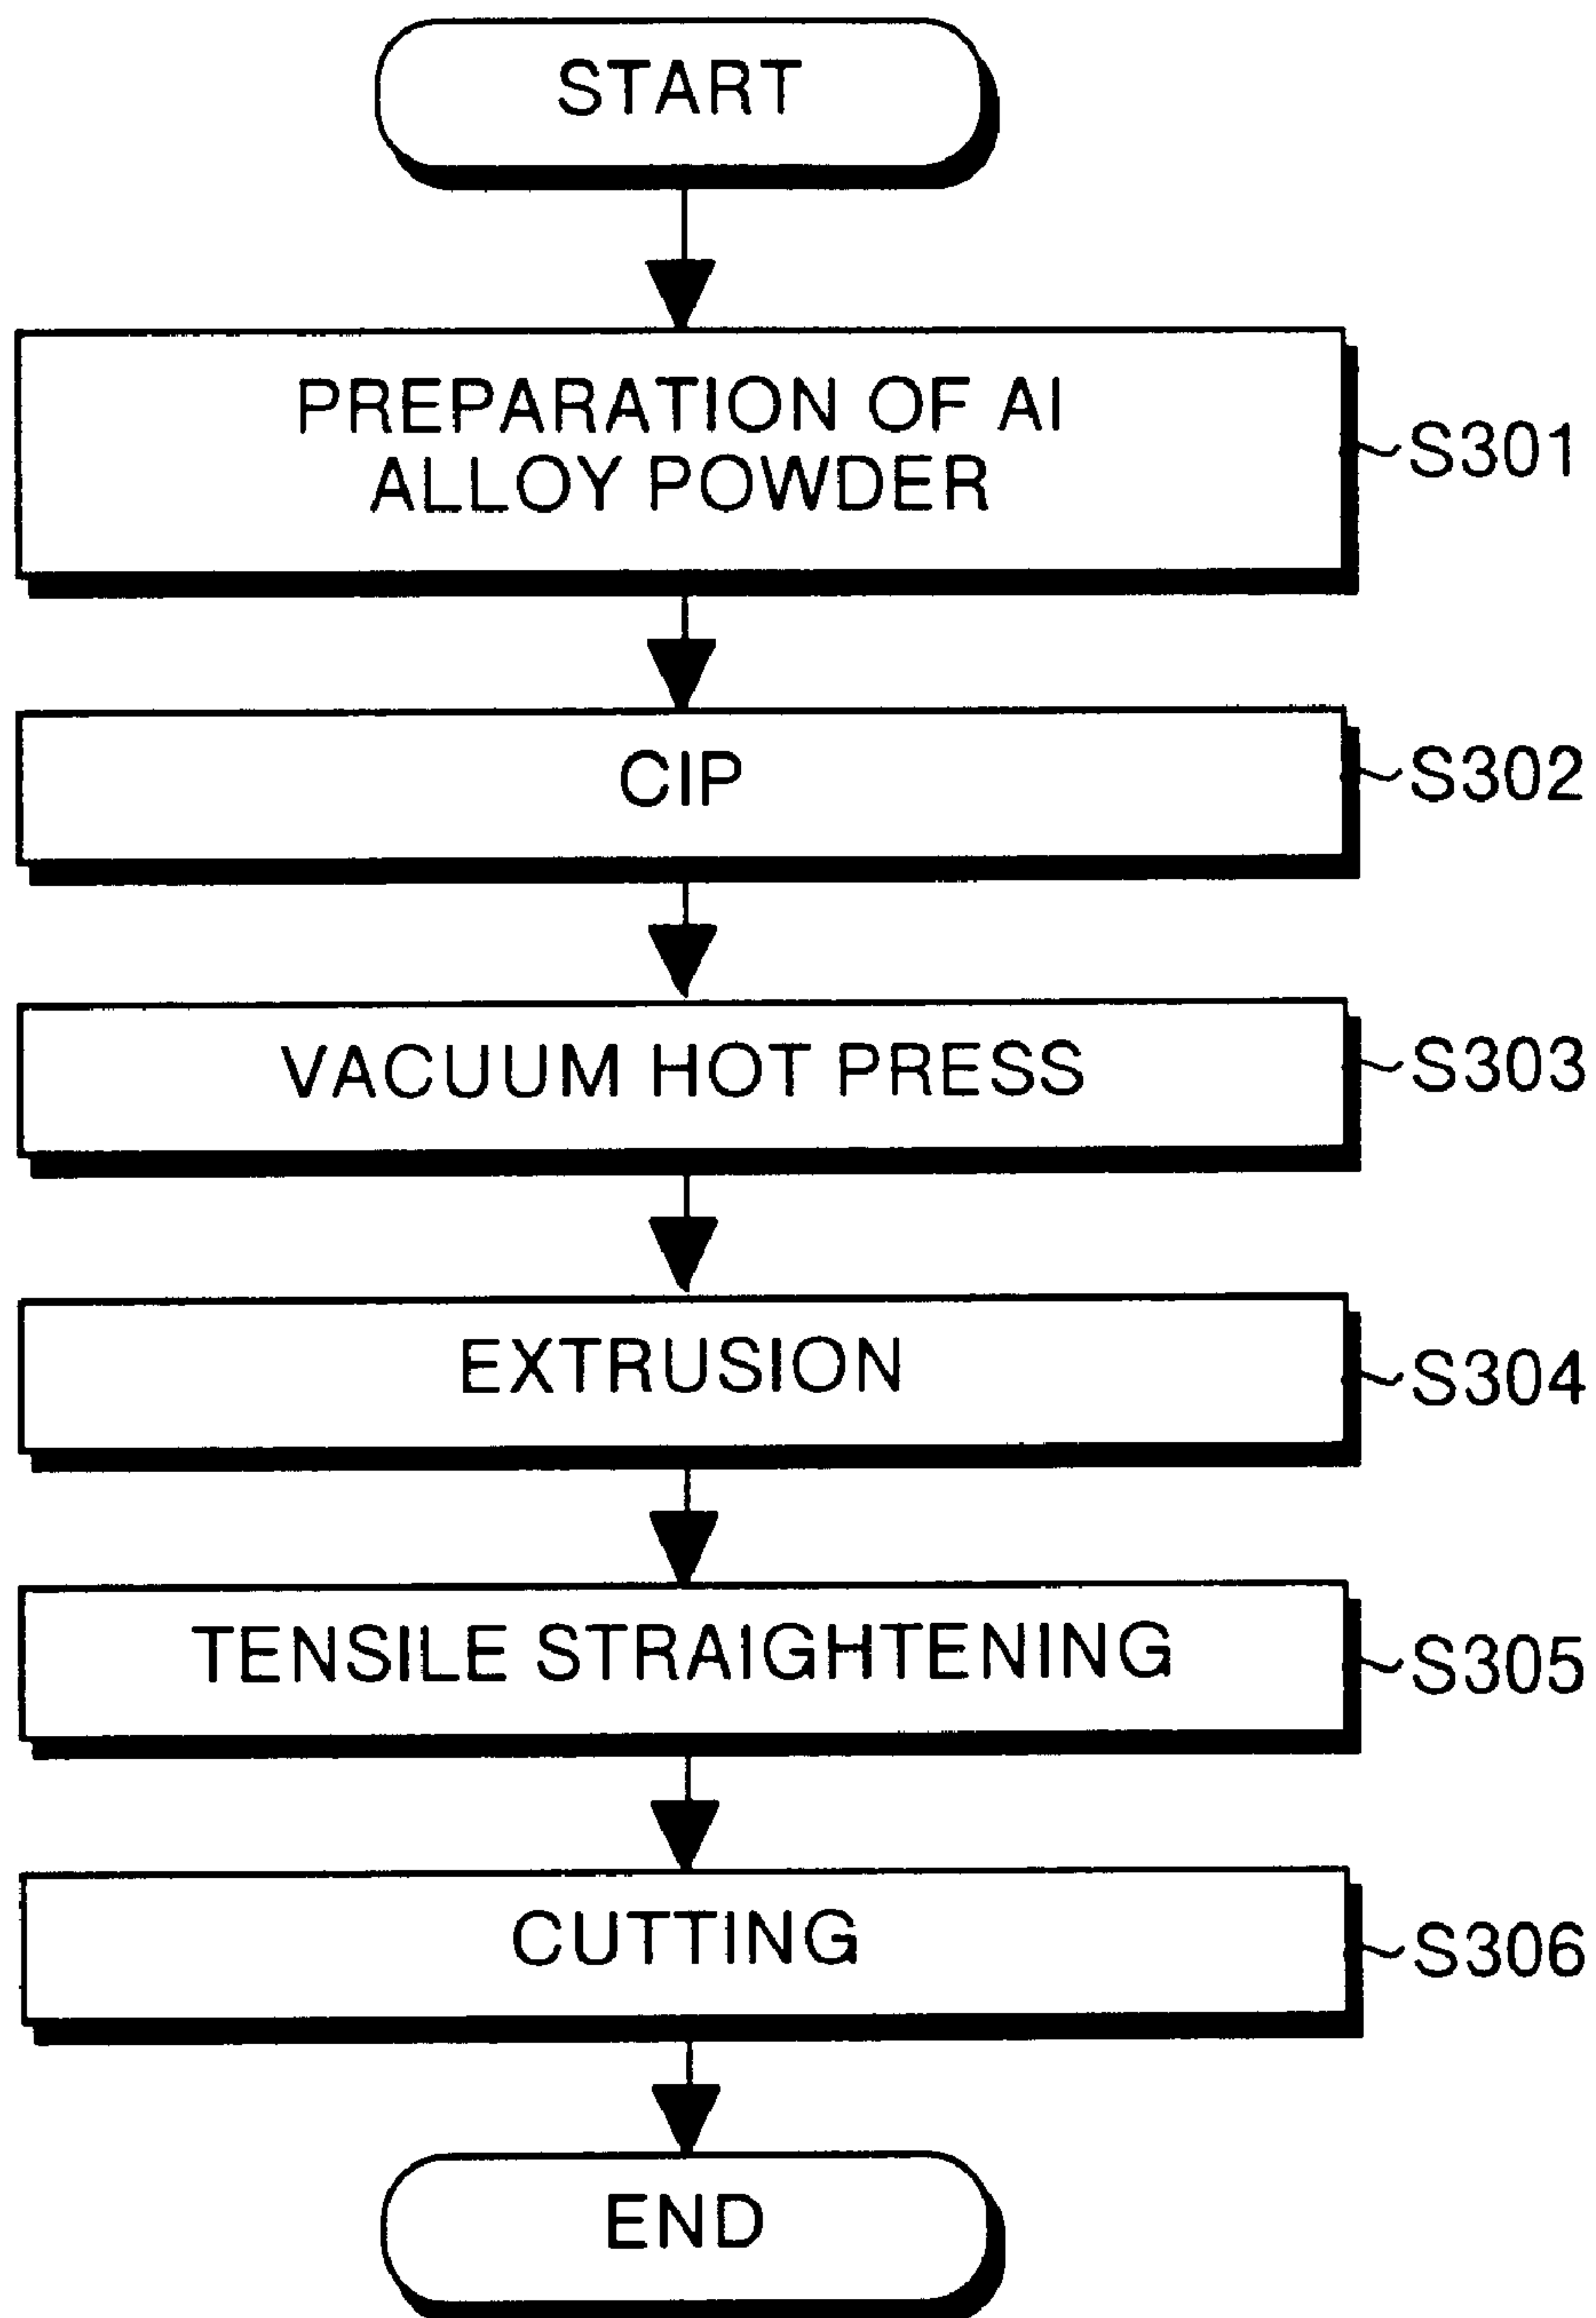 START
PREPARATION OF Al
ALLOY POWDER
S301
CIP
S302
VACUUM HOT PRESS
S303
EXTRUSION
S304
TENSILE STRAIGHTENING
S305
CUTTING
S306
END